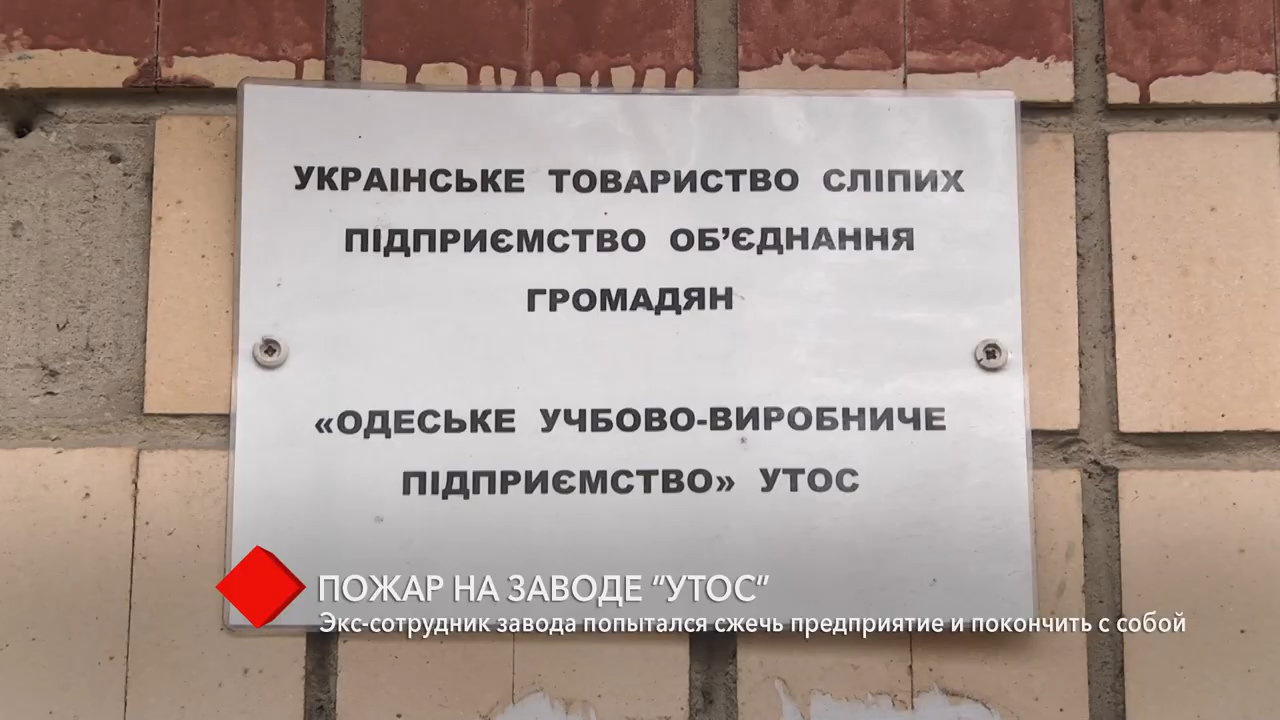 УКРАІНСЬКЕ ТОВАРИСТВО СЛІПИХ
ПІДПРИЄМСТВО ОБ’ЄДНАННЯ
ГРОМАДЯН
«ОДЕСЬКЕ УЧБОВО-ВИРОБНИЧЕ
ПІДПРИЄМСТВО» УТОС
ПОЖАР НА ЗАВОДЕ “УТОС”
Экс-сотрудник завода попытался сжечь предприятие и покончить с собой